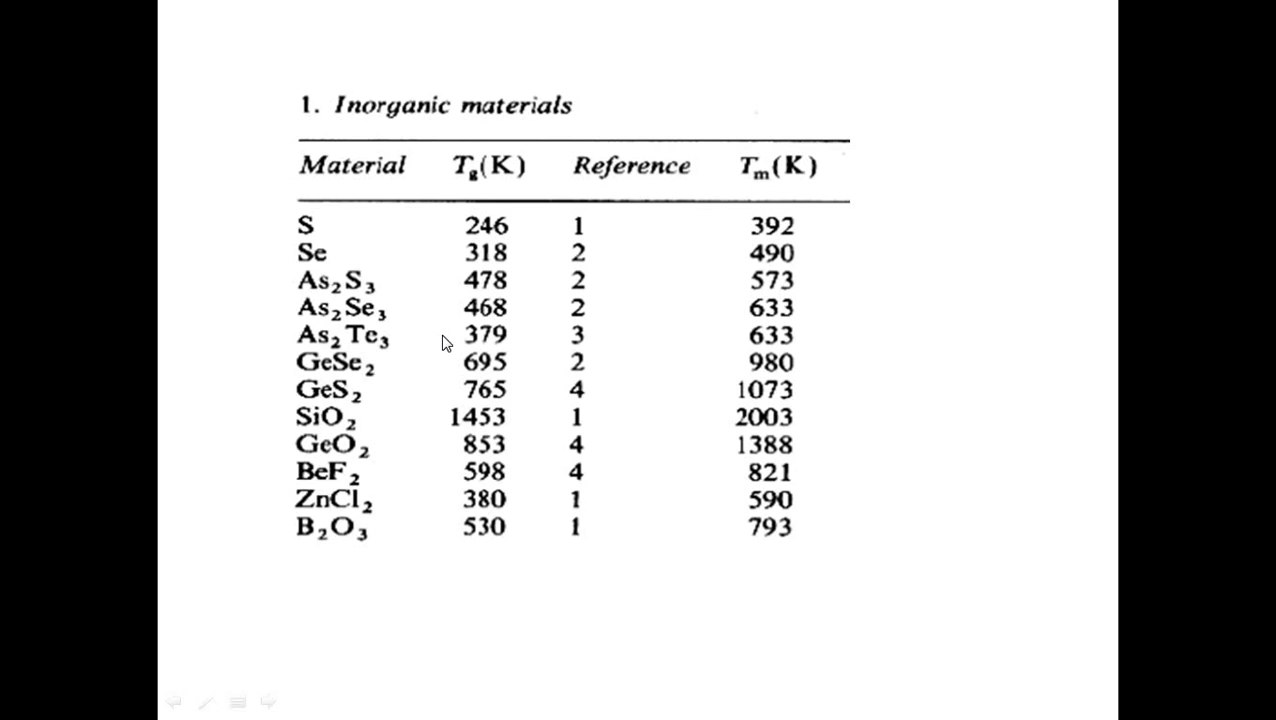 1. Inorganic materials
Material Tg(K) Reference Tm(K)
S 246 1 392
Se 318 2 490
As₂S₃ 478 2 573
As₂Se₃ 468 2 633
As₂Te₃ 379 3 633
GeSe₂ 695 2 980
GeS₂ 765 4 1073
SiO₂ 1453 1 2003
GeO₂ 853 4 1388
BeF₂ 598 4 821
ZnCl₂ 380 1 590
B₂O₃ 530 1 793